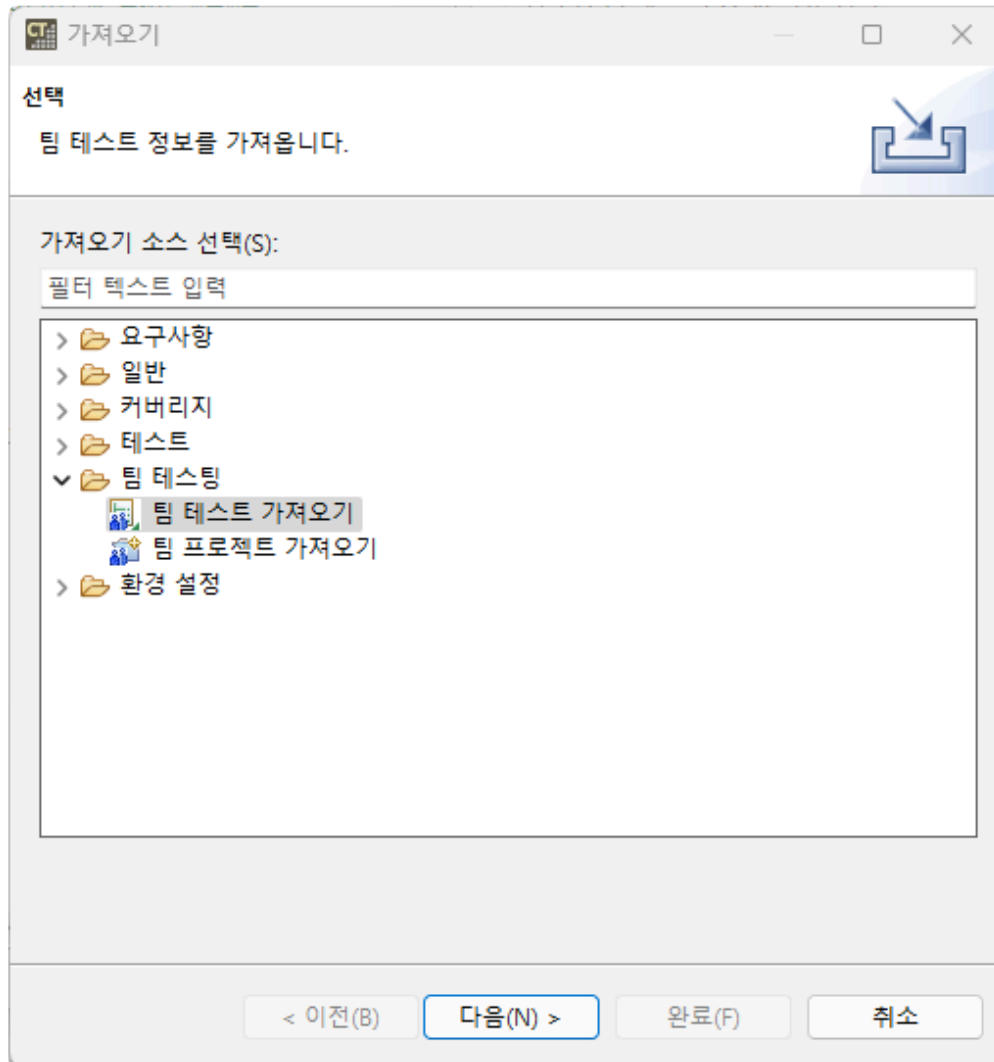 CT 가져오기
선택
팀 테스트 정보를 가져옵니다.
가져오기 소스 선택(S):
필터 텍스트 입력
요구사항
일반
커버리지
테스트
팀 테스팅
팀 테스트 가져오기
팀 프로젝트 가져오기
환경 설정
< 이전(B) 다음(N) > 완료(F) 취소